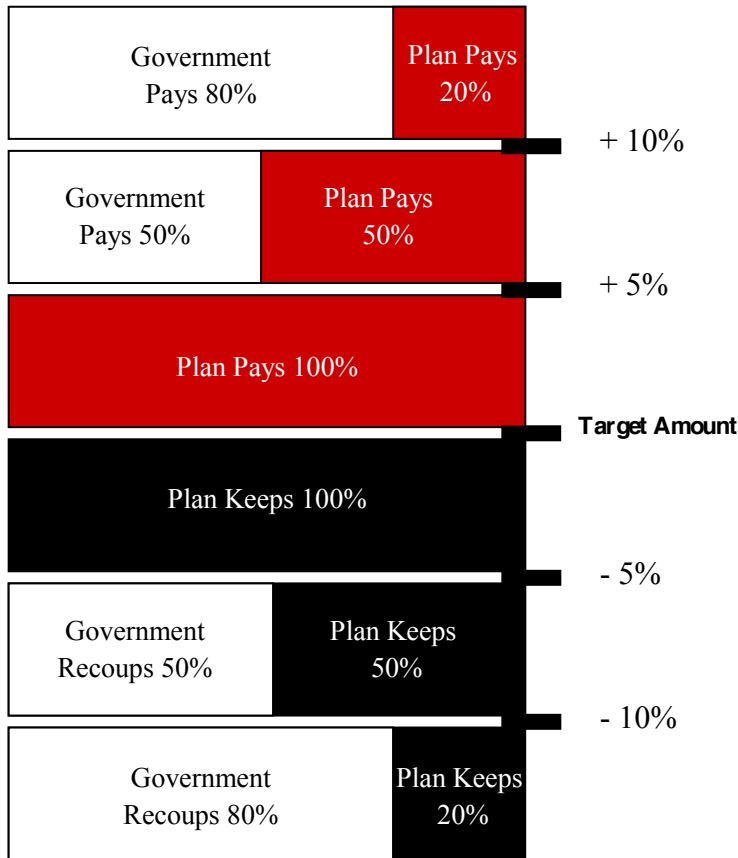 Government
Pays 80%
Plan Pays
20%
+ 10%
Government
Pays 50%
Plan Pays
50%
+ 5%
Plan Pays 100%
Target Amount
Plan Keeps 100%
- 5%
Government
Recoups 50%
Plan Keeps
50%
- 10%
Government
Recoups 80%
Plan Keeps
20%